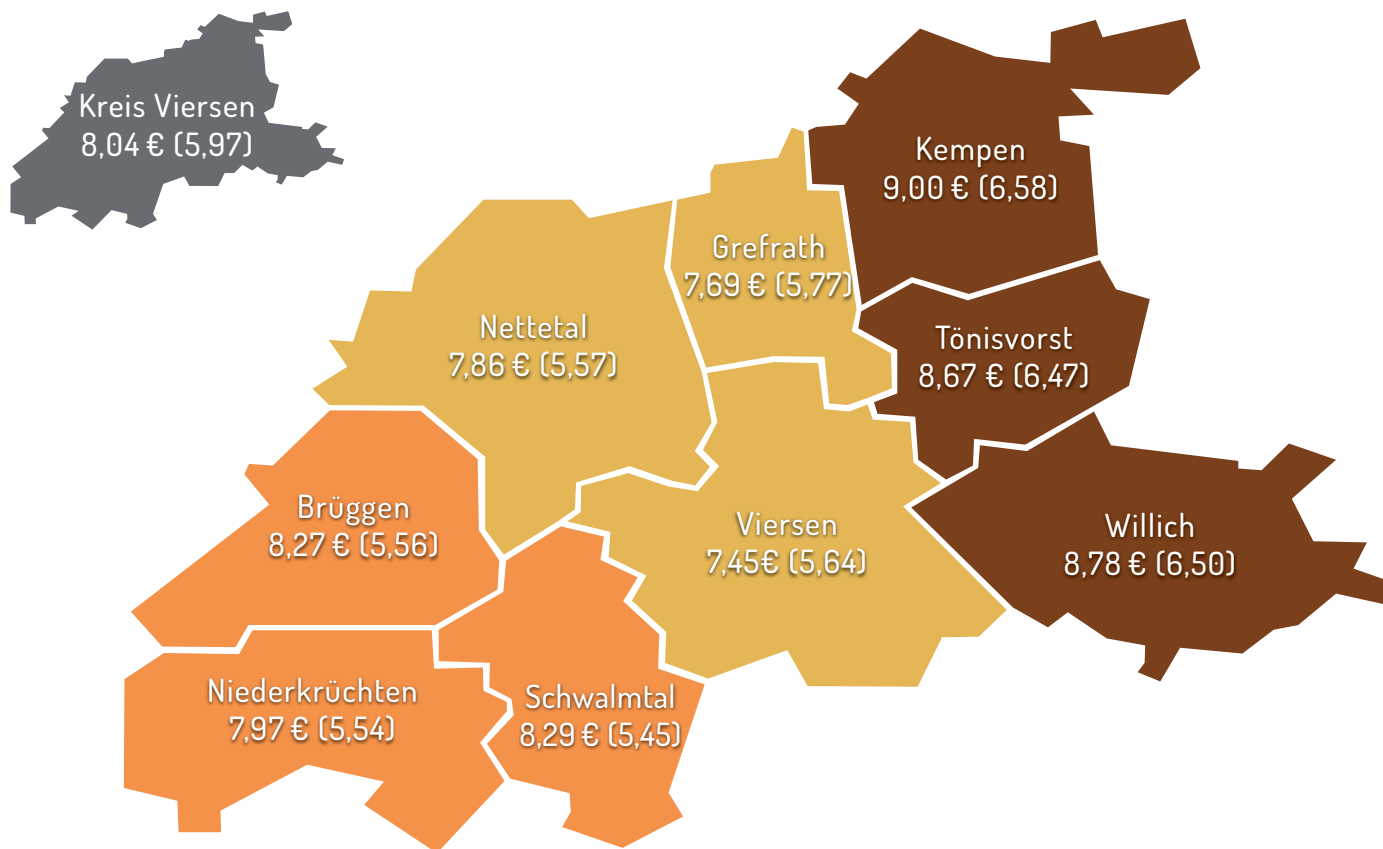 Kreis Viersen
8,04 € (5,97)
Kempen
9,00 € (6,58)
Grefrath
7,69 € (5,77)
Nettetal
7,86 € (5,57)
Tönisvorst
8,67 € (6,47)
Brüggen
8,27 € (5,56)
Viersen
7,45€ (5,64)
Willich
8,78 € (6,50)
Niederkrüchten
7,97 € (5,54)
Schwalmtal
8,29 € (5,45)